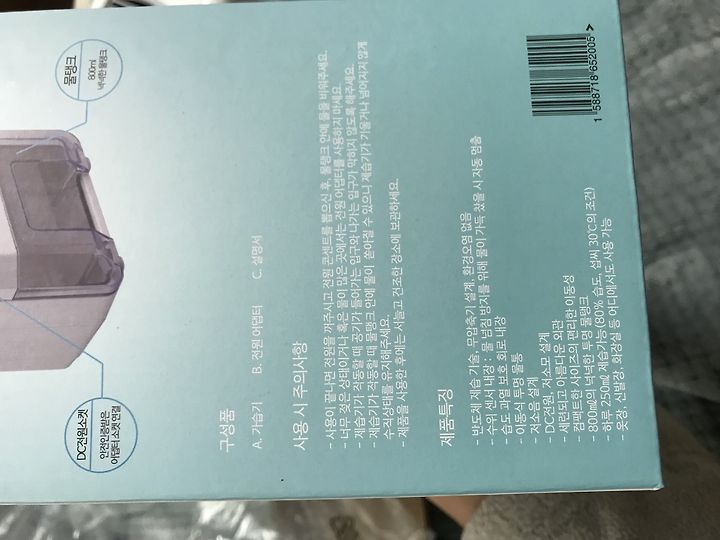 물탱크
800ml
넉넉한 물탱크
DC전원소켓
안전인증받은
어댑터 소켓 연결
구성품
A. 가습기 B. 전원 어댑터 C. 설명서
사용 시 주의사항
- 사용이 끝나면 전원을 꺼주시고 전원 콘센트를 뽑으신 후, 물탱크 안에 물을 비워주세요.
- 너무 젖은 상태이거나 혹은 물이 많은 곳에서는 전원 어댑터를 사용하지 마세요.
- 제습기가 작동할 때 공기가 들어가는 입구와 나가는 입구가 막히지 않도록 해주세요.
- 제습기가 작동할 때 물탱크 안에 물이 쏟아질 수 있으니 제습기가 기울거나 넘어지지 않게
수직상태를 유지해주세요.
- 제품을 사용한 후에는 서늘고 건조한 장소에 보관하세요.
제품특징
- 반도체 제습 기술, 무압축기 설계, 환경오염 없음
- 수위 센서 내장 : 물 넘침 방지를 위해 물이 가득 찼을 시 자동 멈춤
- 습도 과열 보호 회로 내장
- 이동식 투명 물통
- 저소음 설계
- DC전원, 저소모 설계
- 세련되고 아름다운 외관
- 컴팩트한 사이즈의 편리한 이동성
- 800ml의 넉넉한 투명 물탱크
- 하루 250ml 제습기능(80% 습도, 섭씨 30˚C의 조건)
- 옷장, 신발장, 화장실 등 어디에서도 사용 가능
1 588718 652005 >